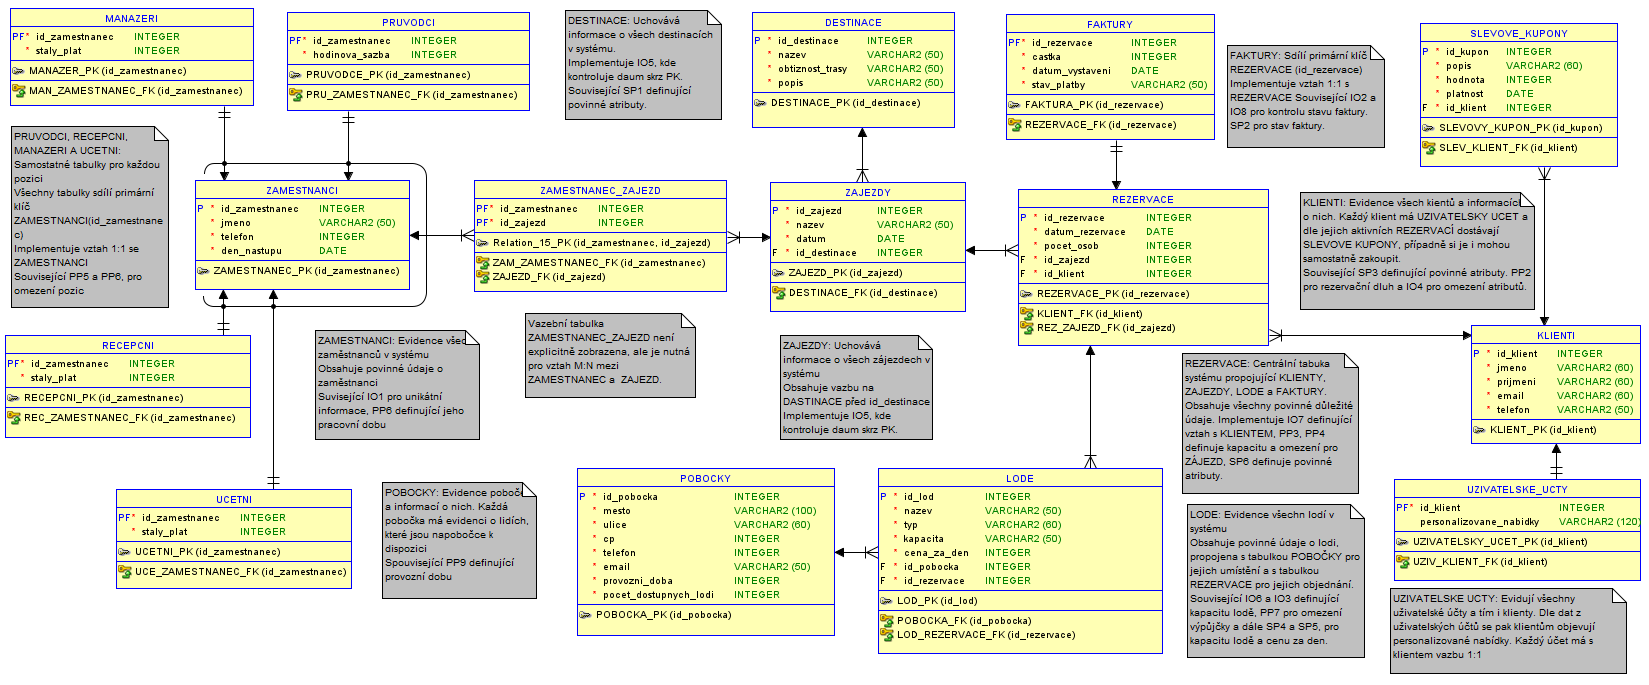 MANAZERI
PF* id_zamestnanec INTEGER
* staly_plat INTEGER
MANAZER_PK (id_zamestnanec)
MAN_ZAMESTNANEC_FK (id_zamestnanec)
PRUVODCI
PF* id_zamestnanec INTEGER
* hodinova_sazba INTEGER
PRUVODCE_PK (id_zamestnanec)
PRU_ZAMESTNANEC_FK (id_zamestnanec)
DESTINACE: Uchovává
informace o všech destinacích
v systému.
Implementuje IO5, kde
kontroluje daum skrz PK.
Související SP1 definující
povinné atributy.
DESTINACE
P * id_destinace INTEGER
* nazev VARCHAR2 (50)
* obtiznost_trasy VARCHAR2 (50)
* popis VARCHAR2 (50)
DESTINACE_PK (id_destinace)
FAKTURY
PF* id_rezervace INTEGER
* castka INTEGER
* datum_vystaveni DATE
* stav_platby VARCHAR2 (50)
FAKTURA_PK (id_rezervace)
REZERVACE_FK (id_rezervace)
FAKTURY: Sdílí primární klíč
REZERVACE (id_rezervace)
Implementuje vztah 1:1 s
REZERVACE Související IO2 a
IO8 pro kontrolu stavu faktury.
SP2 pro stav faktury.
SLEVOVE_KUPONY
P * id_kupon INTEGER
* popis VARCHAR2 (60)
* hodnota INTEGER
* platnost DATE
F * id_klient INTEGER
SLEVOVY_KUPON_PK (id_kupon)
SLEV_KLIENT_FK (id_klient)
PRUVODCI, RECEPCNI,
MANAZERI A UCETNI:
Samostatné tabulky pro každou
pozici
Všechny tabulky sdílí primární
klíč
ZAMESTNANCI(id_zamestnane
c)
Implementuje vztah 1:1 se
ZAMESTNANCI
Související PP5 a PP6, pro
omezení pozic
ZAMESTNANCI
P * id_zamestnanec INTEGER
* jmeno VARCHAR2 (50)
* telefon INTEGER
* den_nastupu DATE
ZAMESTNANEC_PK (id_zamestnanec)
ZAMESTNANEC_ZAJEZD
PF* id_zamestnanec INTEGER
PF* id_zajezd INTEGER
Relation_15_PK (id_zamestnanec, id_zajezd)
ZAM_ZAMESTNANEC_FK (id_zamestnanec)
ZAJEZD_FK (id_zajezd)
ZAJEZDY
P * id_zajezd INTEGER
* nazev VARCHAR2 (50)
* datum DATE
F * id_destinace INTEGER
ZAJEZD_PK (id_zajezd)
DESTINACE_FK (id_destinace)
REZERVACE
P * id_rezervace INTEGER
* datum_rezervace DATE
* pocet_osob INTEGER
F * id_zajezd INTEGER
F * id_klient INTEGER
REZERVACE_PK (id_rezervace)
KLIENT_FK (id_klient)
REZ_ZAJEZD_FK (id_zajezd)
KLIENTI: Evidence všech kientů a informacích
o nich. Každý klient má UZIVATELSKY UCET a
dle jejich aktivních REZERVACÍ dostávají
SLEVOVE KUPONY, případně si je i mohou
samostatně zakoupit.
Související SP3 definující povinné atributy. PP2
pro rezervační dluh a IO4 pro omezení atributů.
RECEPCNI
PF* id_zamestnanec INTEGER
* staly_plat INTEGER
RECEPCNI_PK (id_zamestnanec)
REC_ZAMESTNANEC_FK (id_zamestnanec)
ZAMESTNANCI: Evidence všec
zaměstnanců v systému
Obsahuje povinné údaje o
zaměstnanci
Suvisející IO1 pro unikátní
informace, PP6 definující jeho
pracovní dobu
Vazební tabulka
ZAMESTNANEC_ZAJEZD není
explicitně zobrazena, ale je nutná
pro vztah M:N mezi
ZAMESTNANEC a ZAJEZD.
ZAJEZDY: Uchovává
informace o všech zájezdech v
systému
Obsahuje vazbu na
DASTINACE před id_destinace
Implementuje IO5, kde
kontroluje daum skrz PK.
REZERVACE: Centrální tabuka
systému propojující KLIENTY,
ZAJEZDY, LODE a FAKTURY.
Obsahuje všechny povinné důležité
údaje. Implementuje IO7 definující
vztah s KLIENTEM, PP3, PP4
definuje kapacitu a omezení pro
ZÁJEZD, SP6 definuje povinné
atributy.
KLIENTI
P * id_klient INTEGER
* jmeno VARCHAR2 (60)
* prijmeni VARCHAR2 (60)
* email VARCHAR2 (60)
* telefon VARCHAR2 (50)
KLIENT_PK (id_klient)
UCETNI
PF* id_zamestnanec INTEGER
* staly_plat INTEGER
UCETNI_PK (id_zamestnanec)
UCE_ZAMESTNANEC_FK (id_zamestnanec)
POBOCKY: Evidence poboče
a informací o nich. Každá
pobočka má evidenci o lidích,
které jsou napobočce k
dispozici
Spouvisející PP9 definující
provozní dobu
POBOCKY
P * id_pobocka INTEGER
* mesto VARCHAR2 (100)
* ulice VARCHAR2 (60)
* cp INTEGER
* telefon INTEGER
* email VARCHAR2 (50)
* provozni_doba INTEGER
* pocet_dostupnych_lodi INTEGER
POBOCKA_PK (id_pobocka)
LODE
P * id_lod INTEGER
* nazev VARCHAR2 (50)
* typ VARCHAR2 (60)
* kapacita VARCHAR2 (50)
* cena_za_den INTEGER
F * id_pobocka INTEGER
F * id_rezervace INTEGER
LOD_PK (id_lod)
POBOCKA_FK (id_pobocka)
LOD_REZERVACE_FK (id_rezervace)
LODE: Evidence všechn lodí v
systému
Obsahuje povinné údaje o lodi,
propojena s tabulkou POBOČKY pro
jejich umístění a s tabulkou
REZERVACE pro jejich objednání.
Související IO6 a IO3 definující
kapacitu lodě, PP7 pro omezení
výpůjčky a dále SP4 a SP5, pro
kapacitu lodě a cenu za den.
UZIVATELSKE_UCTY
PF* id_klient INTEGER
personalizovane_nabidky VARCHAR2 (120)
UZIVATELSKY_UCET_PK (id_klient)
UZIV_KLIENT_FK (id_klient)
UZIVATELSKE UCTY: Evidují všechny
uživatelské účty a tím i klienty. Dle dat z
uživatelských účtů se pak klientům objevují
personalizované nabídky. Každý účet má s
klientem vazbu 1:1